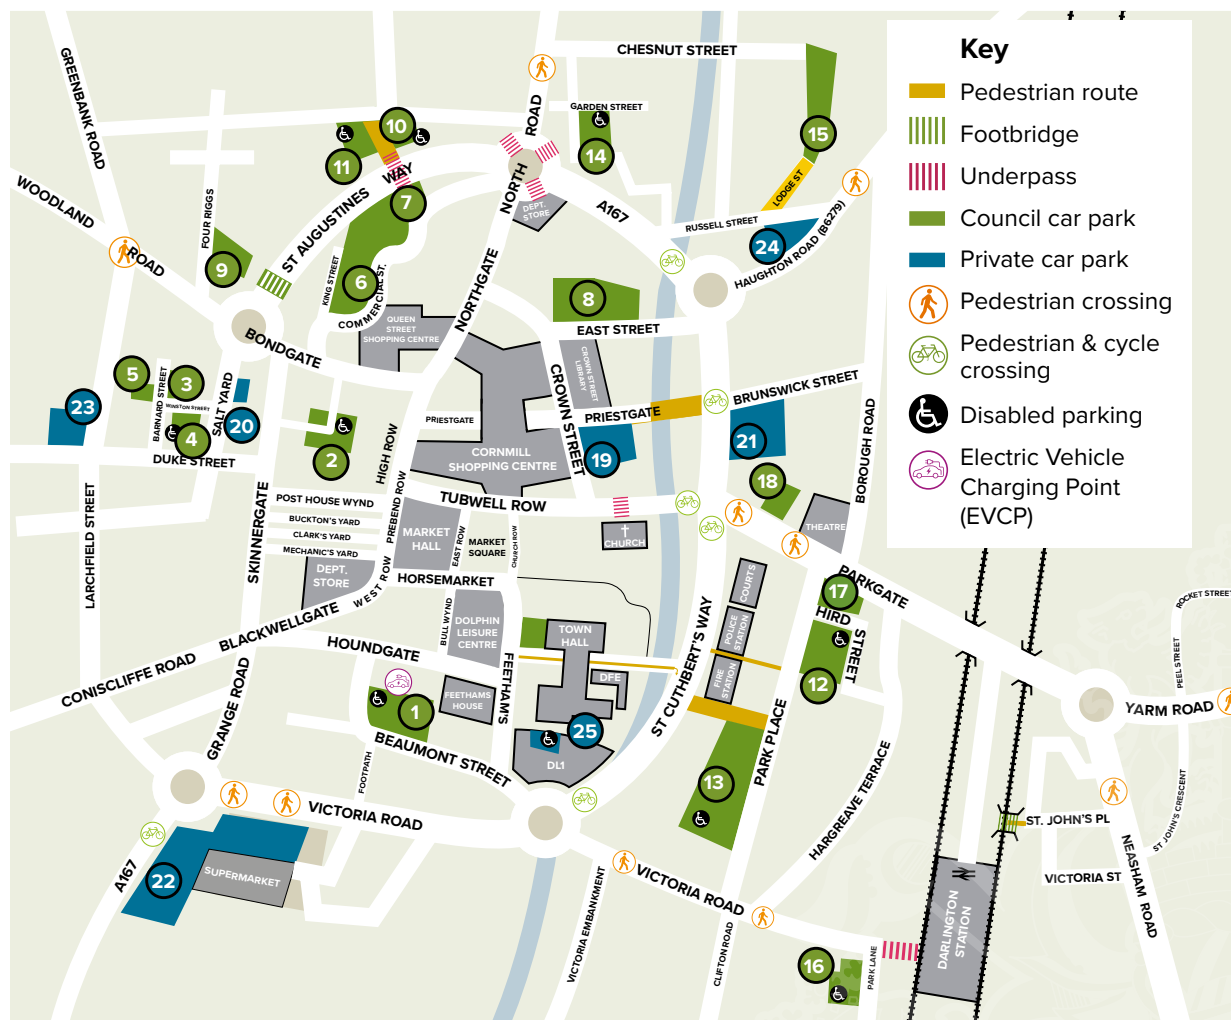 CHESNUT STREET
GREENBANK ROAD
ROAD
GARDEN STREET
10
11
14
15
WOODLAND
ROAD
FOUR RIGGS
ST AUGUSTINES
WAY
7
NORTH
DEPT.
STORE
A167
LODGE ST
RUSSELL STREET
24
HAUGHTON ROAD (B6279)
9
KING STREET
6
COMMERCIAL ST.
NORTHGATE
8
QUEEN
STREET
SHOPPING CENTRE
EAST STREET
BONDGATE
CROWN STREET
LIBRARY
CROWN STREET
5
3
BARNARD STREET
WINSTON STREET
SALT YARD
23
4
20
DUKE STREET
2
PRIESTGATE
PRIESTGATE
BRUNSWICK STREET
HIGH ROW
CORNMILL
SHOPPING CENTRE
19
21
18
BOROUGH ROAD
TUBWELL ROW
POST HOUSE WYND
BUCKTON'S YARD
CLARK'S YARD
MECHANIC'S YARD
PREBEND ROW
MARKET
HALL
EAST ROW
MARKET
SQUARE
CHURCH ROW
CHURCH
THEATRE
LARCHFIELD STREET
SKINNERGATE
DEPT.
STORE
WEST ROW
HORSEMARKET
COURTS
PARKGATE
17
BLACKWELLGATE
BULL WYND
DOLPHIN
LEISURE
CENTRE
TOWN
HALL
POLICE
STATION
HIRD
STREET
ROCKET STREET
HOUNDGATE
FEETHAMS
DFE
FIRE
STATION
12
PEEL STREET
CONISCLIFFE ROAD
GRANGE ROAD
1
FEETHAMS
HOUSE
25
DL1
ST CUTHBERT'S WAY
YARM ROAD
BEAUMONT STREET
FOOTPATH
PARK PLACE
13
HARGREAVE TERRACE
VICTORIA ROAD
ST. JOHN'S PL
ST JOHN'S CRESCENT
A167
22
SUPERMARKET
VICTORIA ST
NEASHAM ROAD
VICTORIA EMBANKMENT
VICTORIA ROAD
CLIFTON ROAD
16
PARK LANE
DARLINGTON
STATION
Key
Pedestrian route
Footbridge
Underpass
Council car park
Private car park
Pedestrian crossing
Pedestrian & cycle
crossing
Disabled parking
Electric Vehicle
Charging Point
(EVCP)